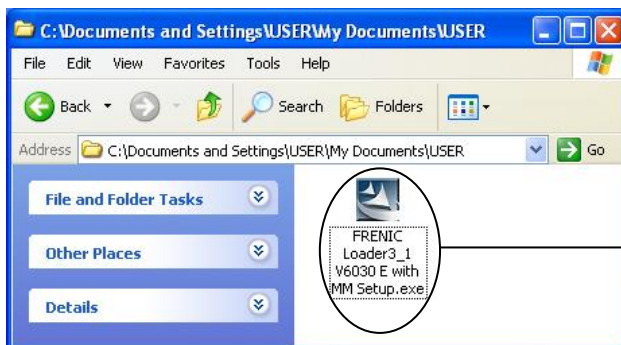 C:\Documents and Settings\USER\My Documents\USER
File Edit View Favorites Tools Help
Back Search Folders
Address C:\Documents and Settings\USER\My Documents\USER Go
File and Folder Tasks
Other Places
Details
FRENIC
Loader3_1
V6030 E with
MM Setup.exe